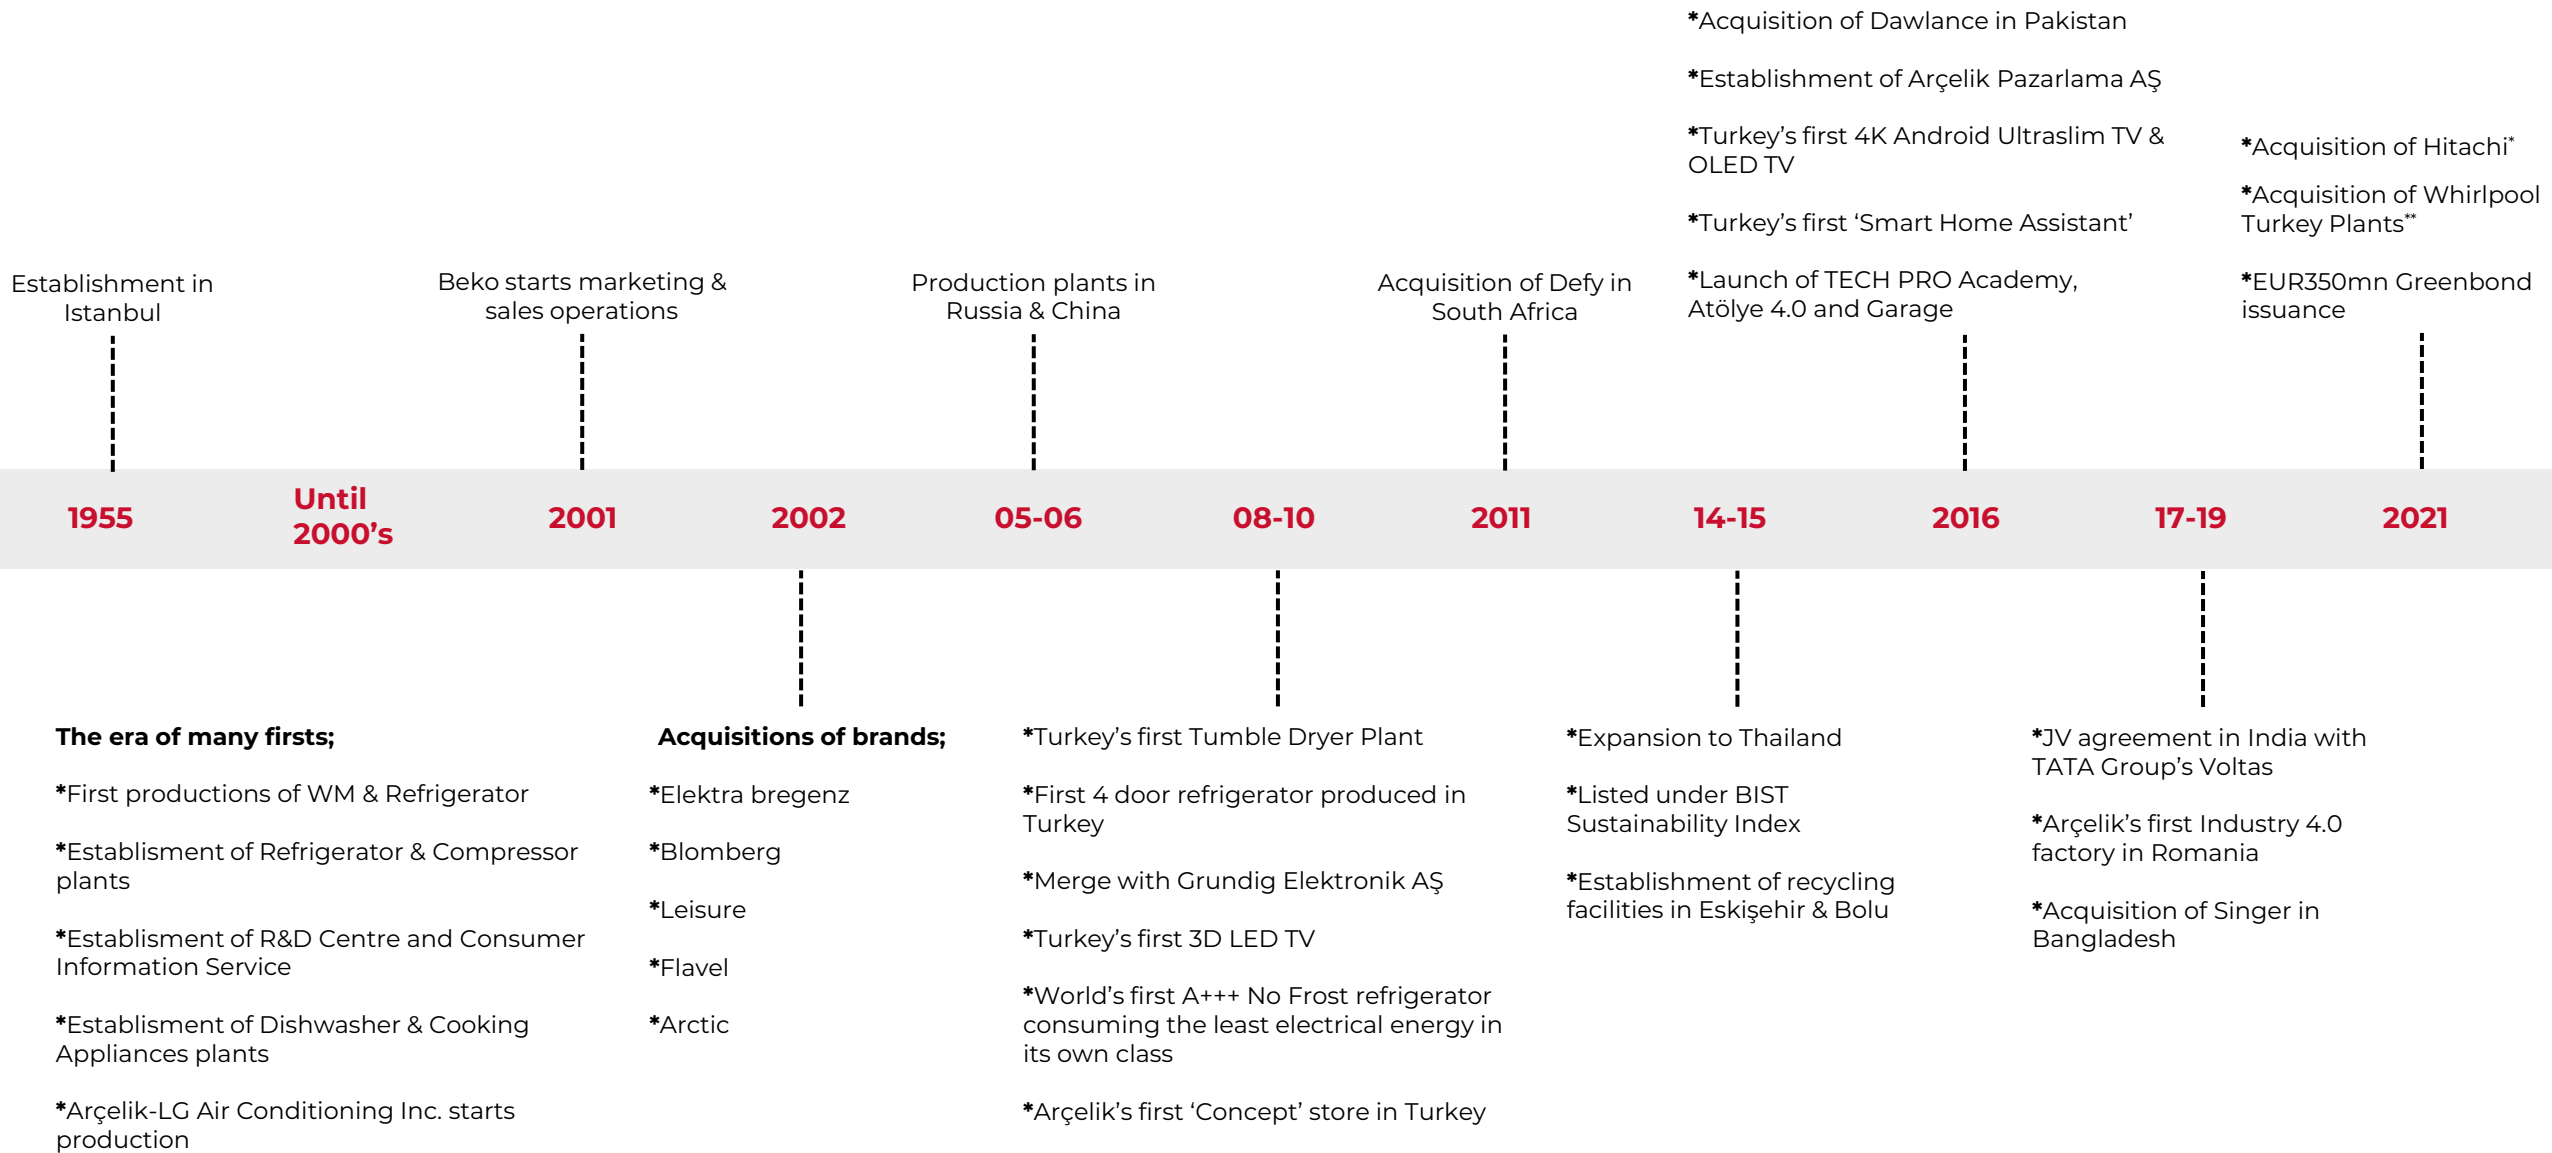 *Acquisition of Dawlance in Pakistan
*Establishment of Arçelik Pazarlama AŞ
*Turkey’s first 4K Android Ultraslim TV &
OLED TV
*Turkey’s first ‘Smart Home Assistant’
*Launch of TECH PRO Academy,
Atölye 4.0 and Garage
*Acquisition of Hitachi*
*Acquisition of Whirlpool
Turkey Plants**
*EUR350mn Greenbond
issuance
Establishment in
Istanbul
Beko starts marketing &
sales operations
Production plants in
Russia & China
Acquisition of Defy in
South Africa
1955
Until
2000’s
2001
2002
05-06
08-10
2011
14-15
2016
17-19
2021
The era of many firsts;
*First productions of WM & Refrigerator
*Establisment of Refrigerator & Compressor
plants
*Establisment of R&D Centre and Consumer
Information Service
*Establisment of Dishwasher & Cooking
Appliances plants
*Arçelik-LG Air Conditioning Inc. starts
production
Acquisitions of brands;
*Elektra bregenz
*Blomberg
*Leisure
*Flavel
*Arctic
*Turkey’s first Tumble Dryer Plant
*First 4 door refrigerator produced in
Turkey
*Merge with Grundig Elektronik AŞ
*Turkey’s first 3D LED TV
*World’s first A+++ No Frost refrigerator
consuming the least electrical energy in
its own class
*Arçelik’s first ‘Concept’ store in Turkey
*Expansion to Thailand
*Listed under BIST
Sustainability Index
*Establishment of recycling
facilities in Eskişehir & Bolu
*JV agreement in India with
TATA Group’s Voltas
*Arçelik’s first Industry 4.0
factory in Romania
*Acquisition of Singer in
Bangladesh